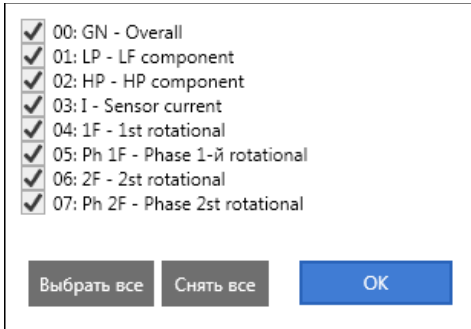 00: GN - Overall
01: LP - LF component
02: HP - HP component
03: I - Sensor current
04: 1F - 1st rotational
05: Ph 1F - Phase 1-й rotational
06: 2F - 2st rotational
07: Ph 2F - Phase 2st rotational
Выбрать все Снять все OK